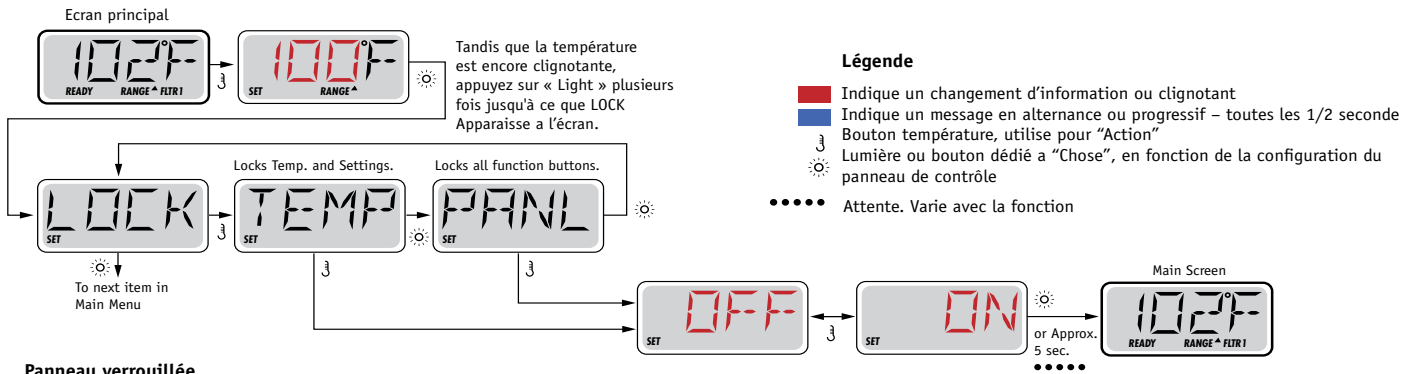 Ecran principal
102°F
READY RANGE FLTR1
100°F
SET RANGE
Tandis que la température
est encore clignotante,
appuyez sur « Light » plusieurs
fois jusqu'à ce que LOCK
Apparaisse a l'écran.
Légende
Indique un changement d'information ou clignotant
Indique un message en alternance ou progressif – toutes les 1/2 seconde
Bouton température, utilise pour "Action"
Lumière ou bouton dédié a "Chose", en fonction de la configuration du
panneau de contrôle
Attente. Varie avec la fonction
LOCK
SET
Locks Temp. and Settings.
TEMP
SET
Locks all function buttons.
PANL
SET
To next item in
Main Menu
OFF
SET
ON
SET
or Approx.
5 sec.
Main Screen
102°F
READY RANGE FLTR1
Panneau verrouillée